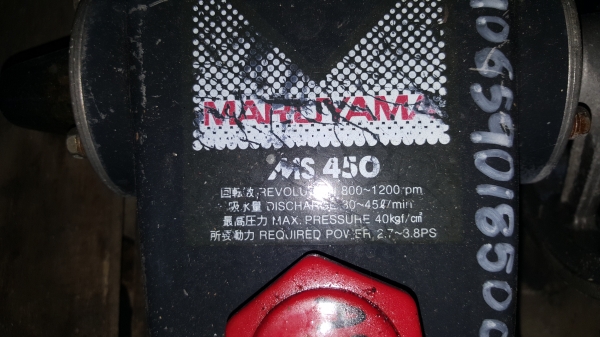 MARUYAMA
MS 450
回転数 REVOLUTION 800~1200rpm
吸水量 DISCHARGE 30~45ℓ/min
最高圧力 MAX. PRESSURE 40kgf/cm²
所要動力 REQUIRED POWER 2.7~3.8PS